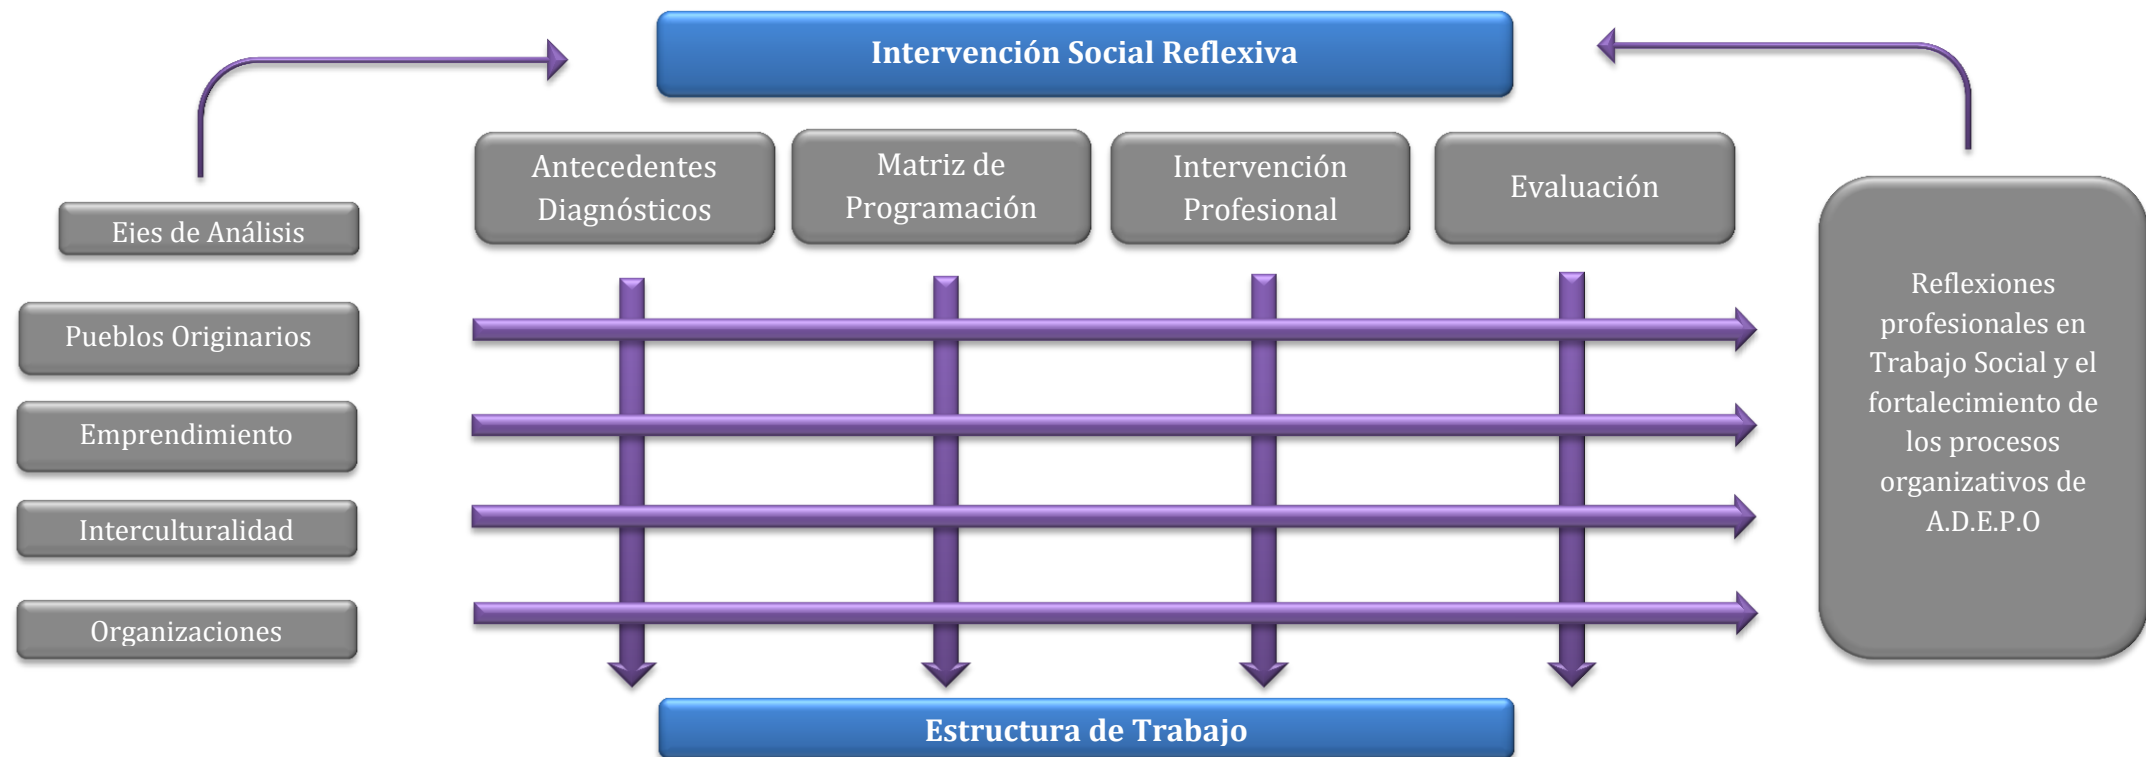 Intervención Social Reflexiva
Antecedentes
Diagnósticos
Matriz de
Programación
Intervención
Profesional
Evaluación
Ejes de Análisis
Pueblos Originarios
Emprendimiento
Interculturalidad
Organizaciones
Reflexiones
profesionales en
Trabajo Social y el
fortalecimiento de
los procesos
organizativos de
A.D.E.P.O
Estructura de Trabajo